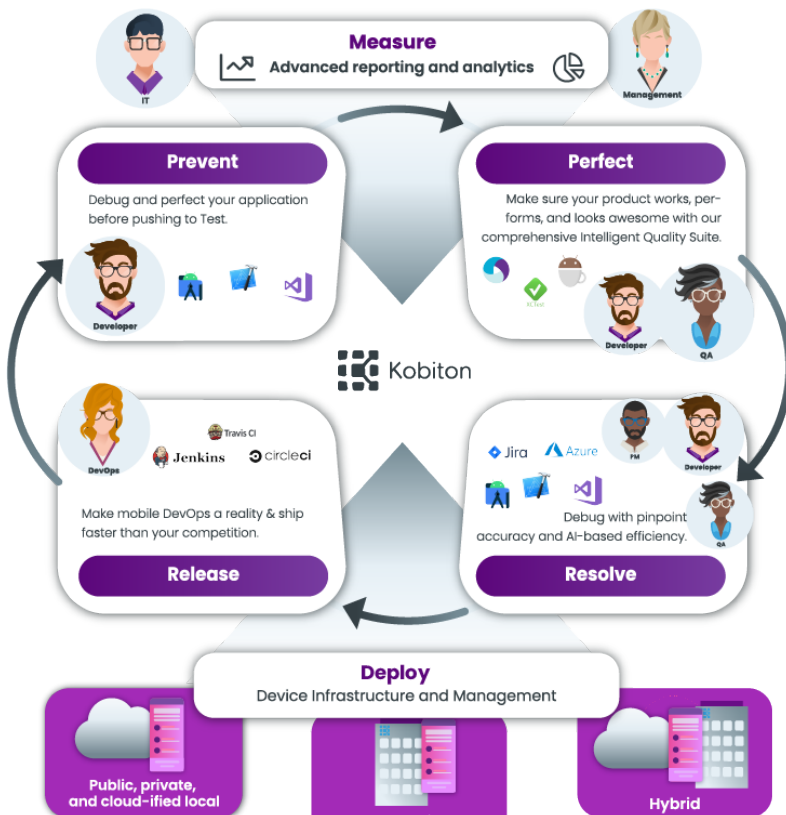 Measure
Advanced reporting and analytics
IT
Management
Prevent
Debug and perfect your application
before pushing to Test.
Developer
Perfect
Make sure your product works, per-
forms, and looks awesome with our
comprehensive Intelligent Quality Suite.
Developer
QA
Kobiton
DevOps
Travis CI
Jenkins
circleci
Make mobile DevOps a reality & ship
faster than your competition.
Release
Jira
Azure
PM
Developer
QA
Debug with pinpoint
accuracy and AI-based efficiency.
Resolve
Deploy
Device Infrastructure and Management
Public, private,
and cloud-ified local
Hybrid